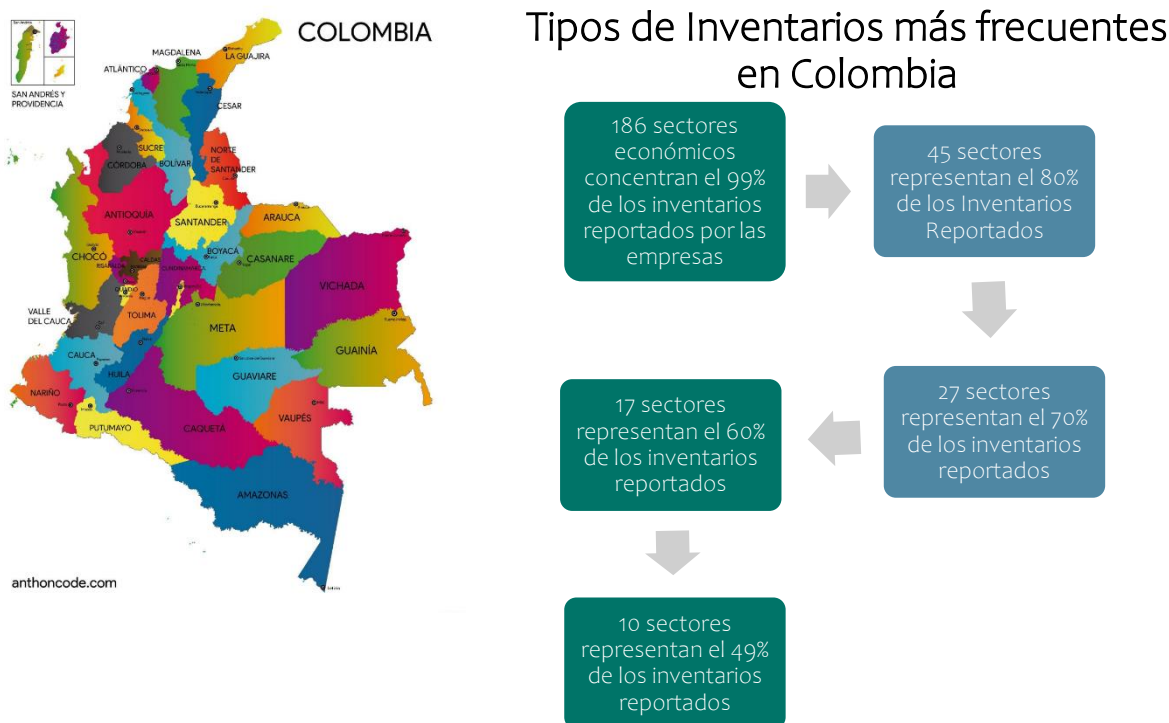 Tipos de Inventarios más frecuentes
en Colombia
COLOMBIA
SAN ANDRÉS Y
PROVIDENCIA
MAGDALENA
LA GUAJIRA
ATLÁNTICO
CESAR
SUCRE
CÓRDOBA
BOLÍVAR
NORTE
DE
SANTANDER
ANTIOQUÍA
SANTANDER
ARAUCA
CHOCÓ
BOYACÁ
CASANARE
RISARALDA
CALDAS
CUNDINAMARCA
VICHADA
VALLE
DEL CAUCA
TOLIMA
META
CAUCA
GUAINÍA
HUILA
GUAVIARE
NARIÑO
VAUPÉS
PUTUMAYO
CAQUETÁ
AMAZONAS
anthoncode.com
186 sectores
económicos
concentran el 99%
de los inventarios
reportados por las
empresas
45 sectores
representan el 80%
de los Inventarios
Reportados
27 sectores
representan el 70%
de los inventarios
reportados
17 sectores
representan el 60%
de los inventarios
reportados
10 sectores
representan el 49%
de los inventarios
reportados